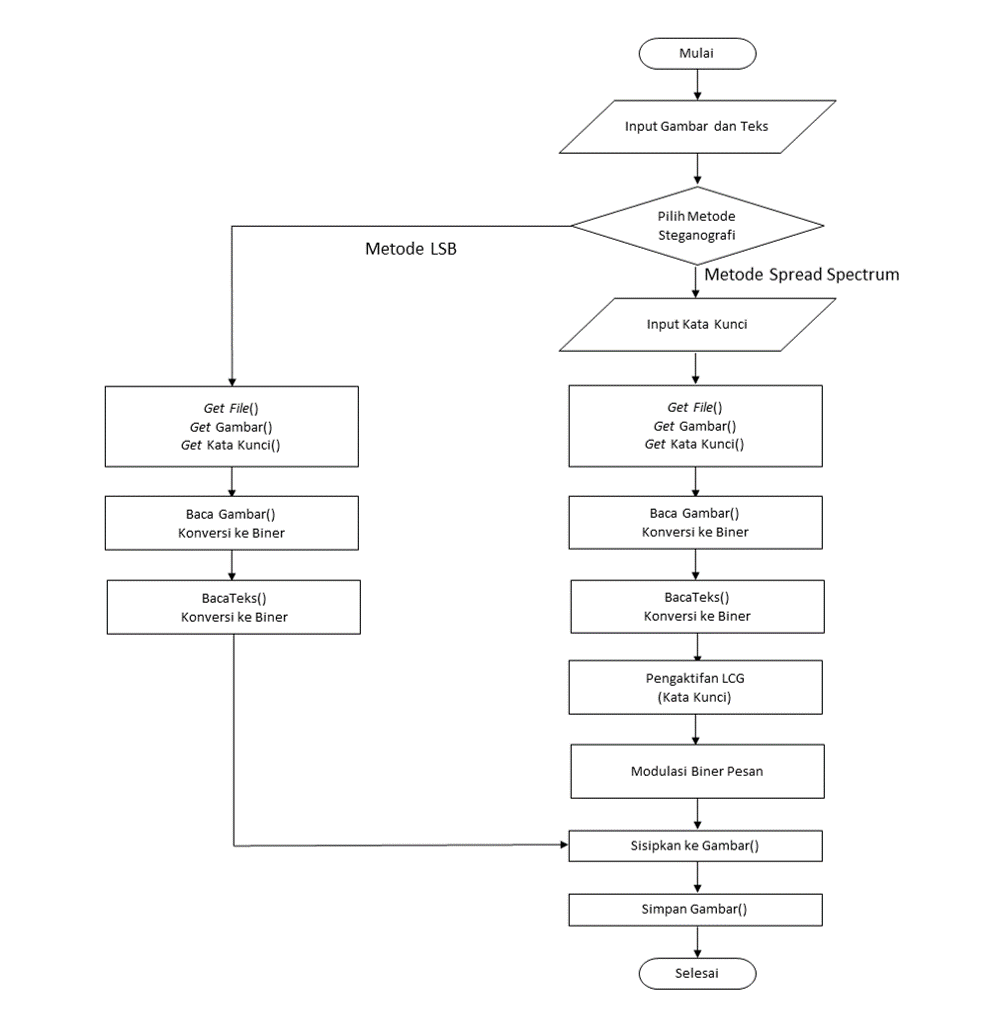 Mulai
Input Gambar dan Teks
Pilih Metode
Steganografi
Metode LSB
Metode Spread Spectrum
Input Kata Kunci
Get File()
Get Gambar()
Get Kata Kunci()
Baca Gambar()
Konversi ke Biner
BacaTeks()
Konversi ke Biner
Get File()
Get Gambar()
Get Kata Kunci()
Baca Gambar()
Konversi ke Biner
BacaTeks()
Konversi ke Biner
Pengaktifan LCG
(Kata Kunci)
Modulasi Biner Pesan
Sisipkan ke Gambar()
Simpan Gambar()
Selesai